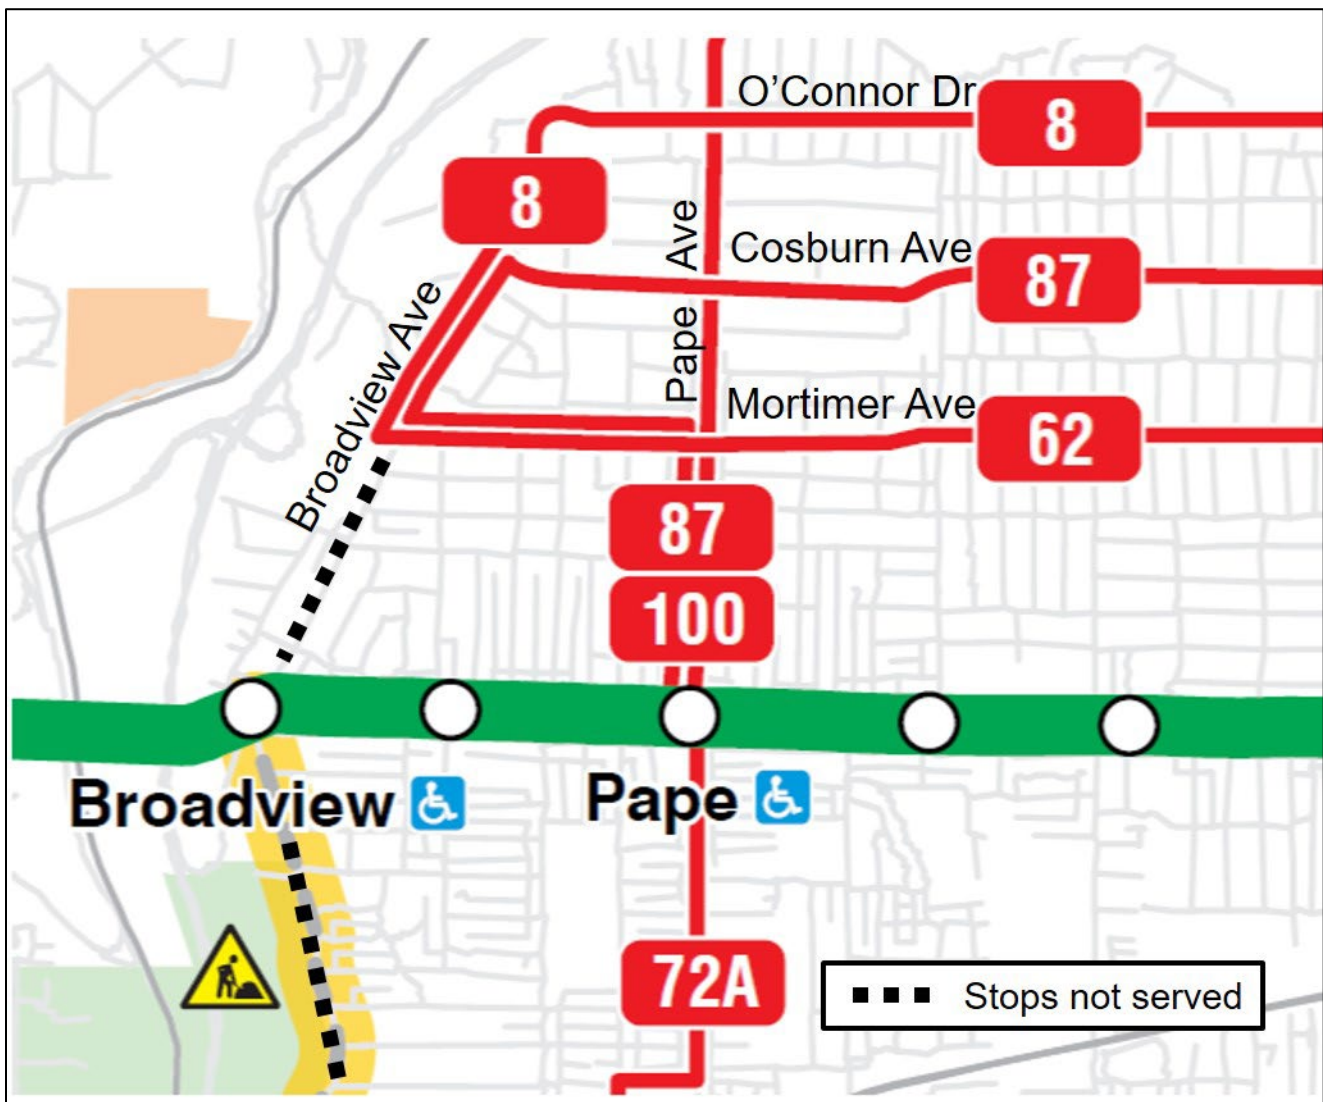 O'Connor Dr
8
8
Pape Ave
Cosburn Ave
87
Broadview Ave
Mortimer Ave
62
87
100
Broadview
Pape
72A
Stops not served